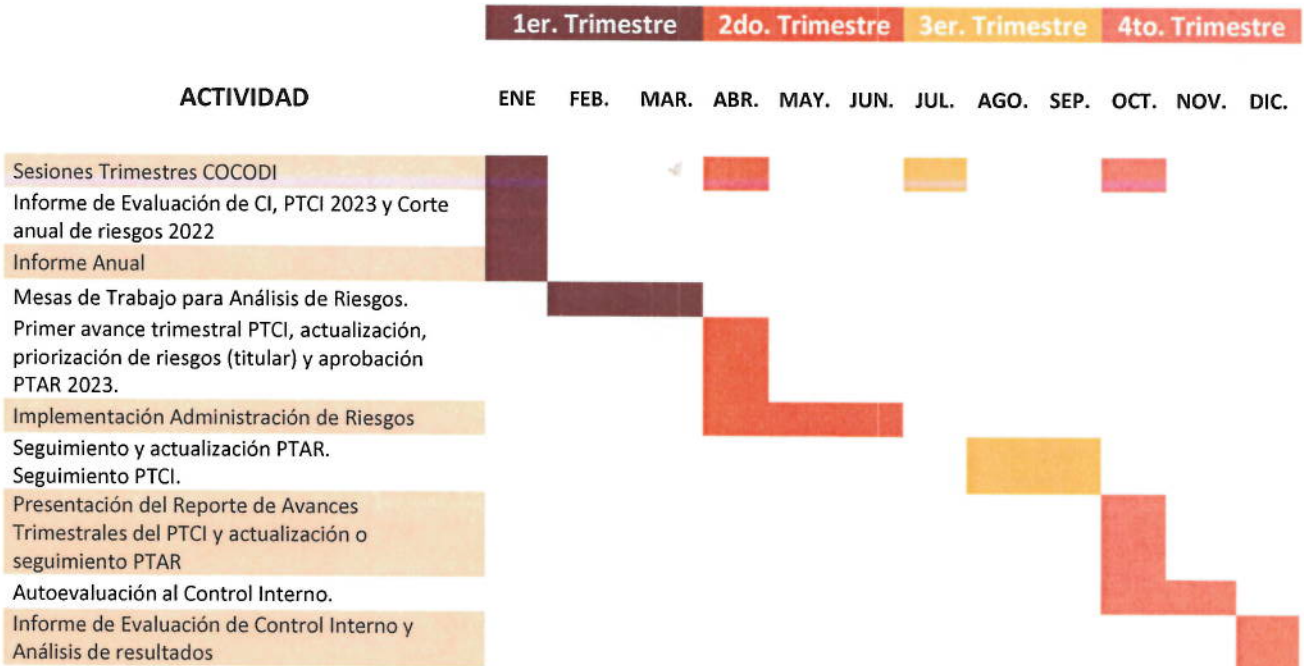 1er. Trimestre 2do. Trimestre 3er. Trimestre 4to. Trimestre
ACTIVIDAD ENE FEB. MAR. ABR. MAY. JUN. JUL. AGO. SEP. OCT. NOV. DIC.
Sesiones Trimestres COCODI
Informe de Evaluación de CI, PTCI 2023 y Corte
anual de riesgos 2022
Informe Anual
Mesas de Trabajo para Análisis de Riesgos.
Primer avance trimestral PTCI, actualización,
priorización de riesgos (titular) y aprobación
PTAR 2023.
Implementación Administración de Riesgos
Seguimiento y actualización PTAR.
Seguimiento PTCI.
Presentación del Reporte de Avances
Trimestrales del PTCI y actualización o
seguimiento PTAR
Autoevaluación al Control Interno.
Informe de Evaluación de Control Interno y
Análisis de resultados